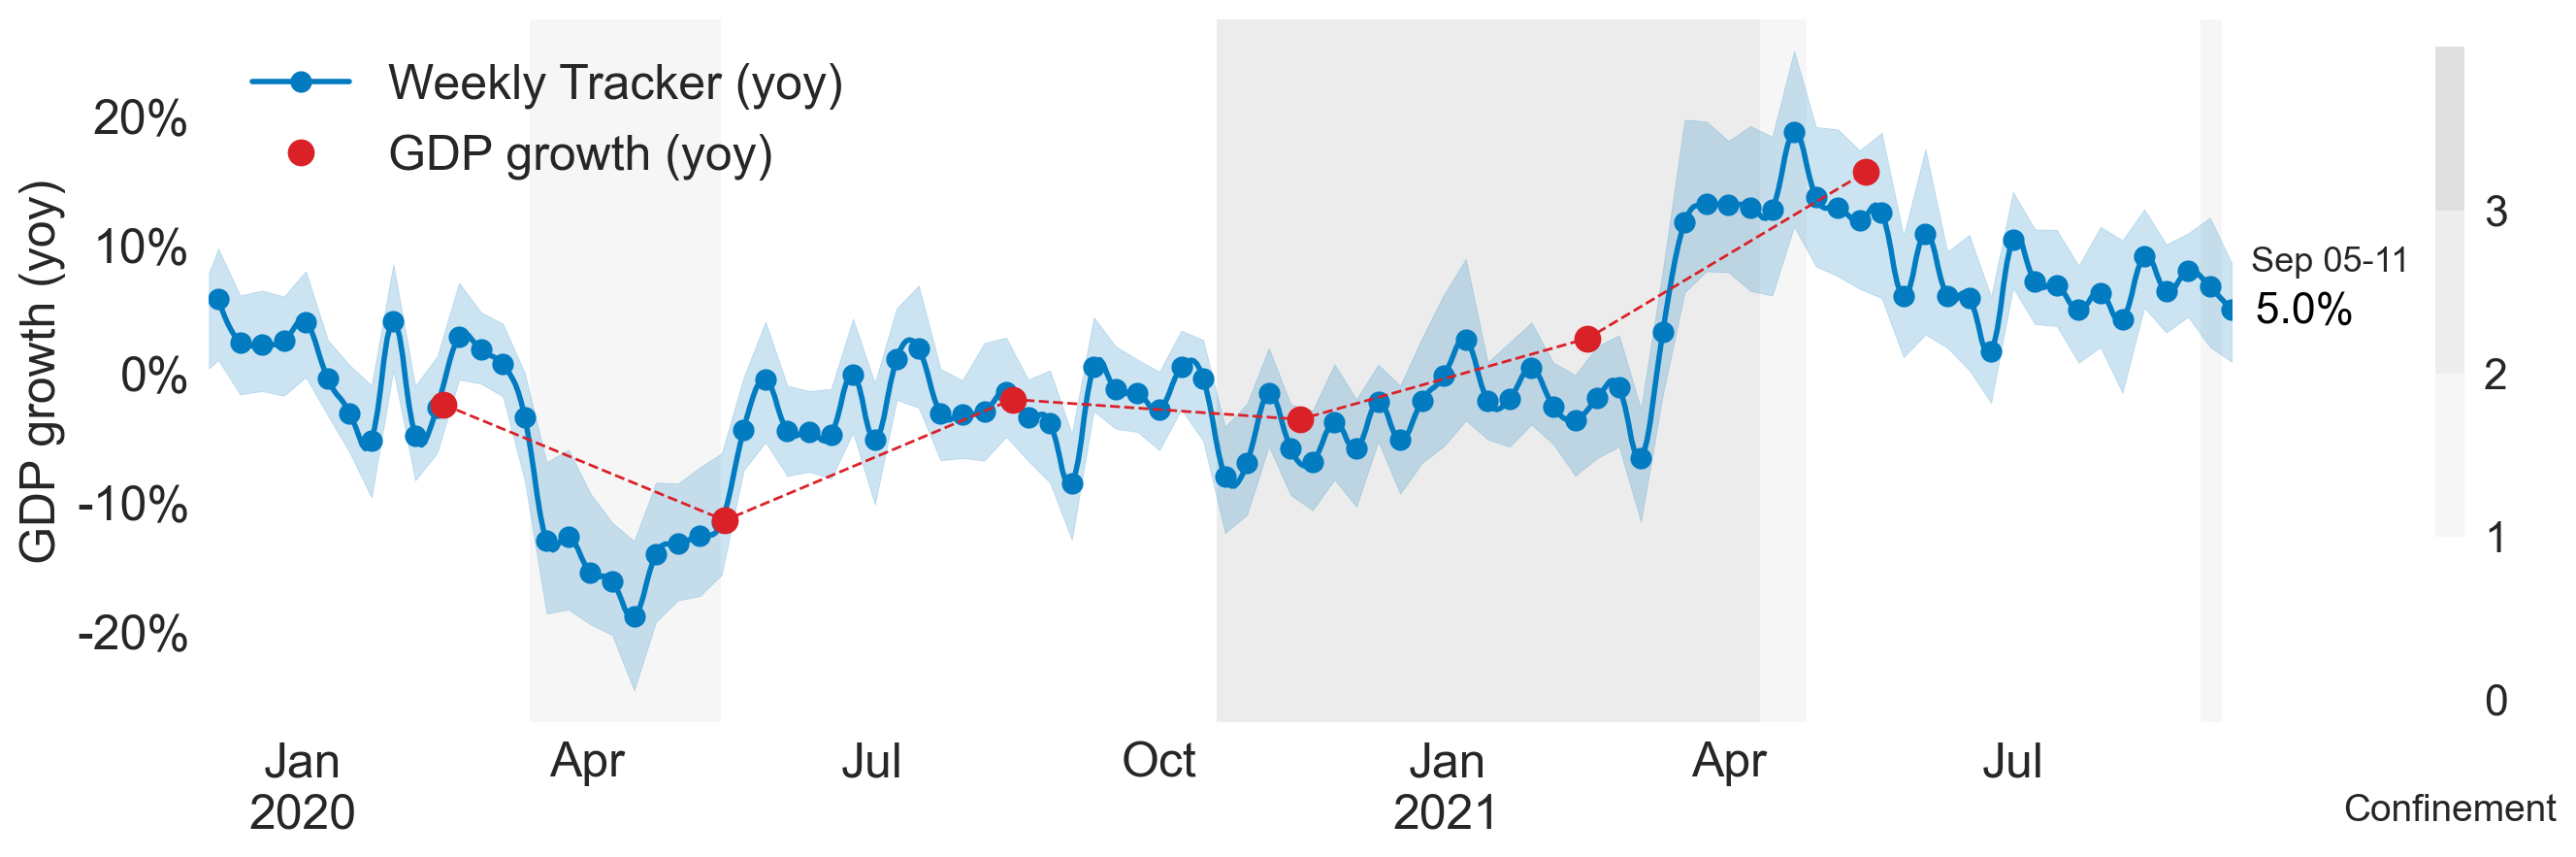 Weekly Tracker (yoy)
GDP growth (yoy)
GDP growth (yoy)
20%
10%
0%
-10%
-20%
Jan
2020
Apr
Jul
Oct
Jan
2021
Apr
Jul
Sep 05-11
5.0%
3
2
1
0
Confinement